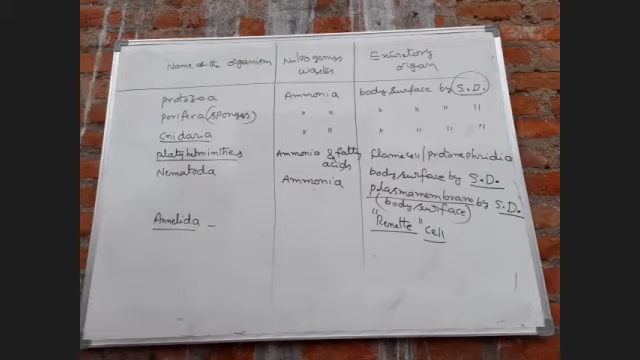 Name of the organism Nitrogenous wastes Excretory organ
protozoa Ammonia body surface by S.D.
porifera (sponges) " " " " " "
Cnidaria " " " " " "
platyhelminthes Ammonia & fatty acids flame cell/protonephridia
Nematoda Ammonia body surface by S.D.
plasmamembrane by S.D.
(body surface)
Annelida – "Renette" cell